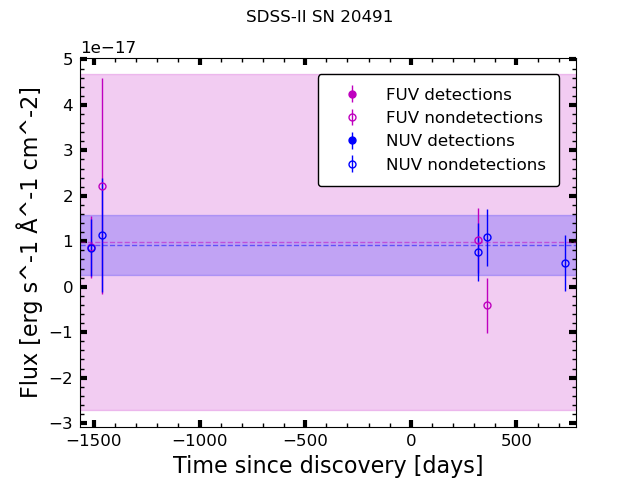 SDSS-II SN 20491
1e−17
5
4
3
2
1
0
−1
−2
−3
Flux [erg s^-1 Å^-1 cm^-2]
FUV detections
FUV nondetections
NUV detections
NUV nondetections
−1500
−1000
−500
0
500
Time since discovery [days]